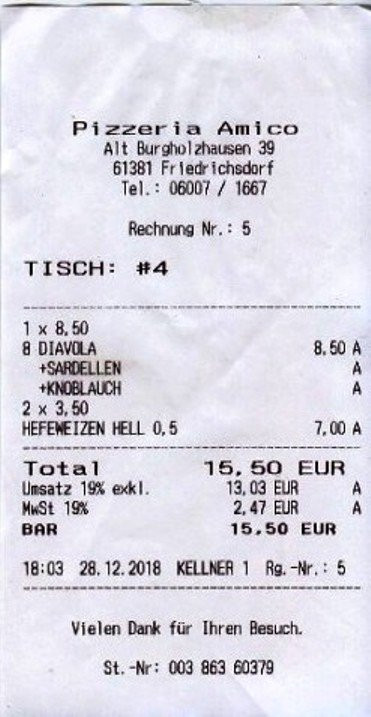 Pizzeria Amico
Alt Burgholzhausen 39
61381 Friedrichsdorf
Tel.: 06007 / 1667
Rechnung Nr.: 5
TISCH: #4
1 x 8,50
8 DIAVOLA 8,50 A
+SARDELLEN A
+KNOBLAUCH A
2 x 3,50
HEFEWEIZEN HELL 0,5 7,00 A
Total 15,50 EUR
Umsatz 19% exkl. 13,03 EUR A
MwSt 19% 2,47 EUR A
BAR 15,50 EUR
18:03 28.12.2018 KELLNER 1 Rg.-Nr.: 5
Vielen Dank für Ihren Besuch.
St.-Nr: 003 863 60379